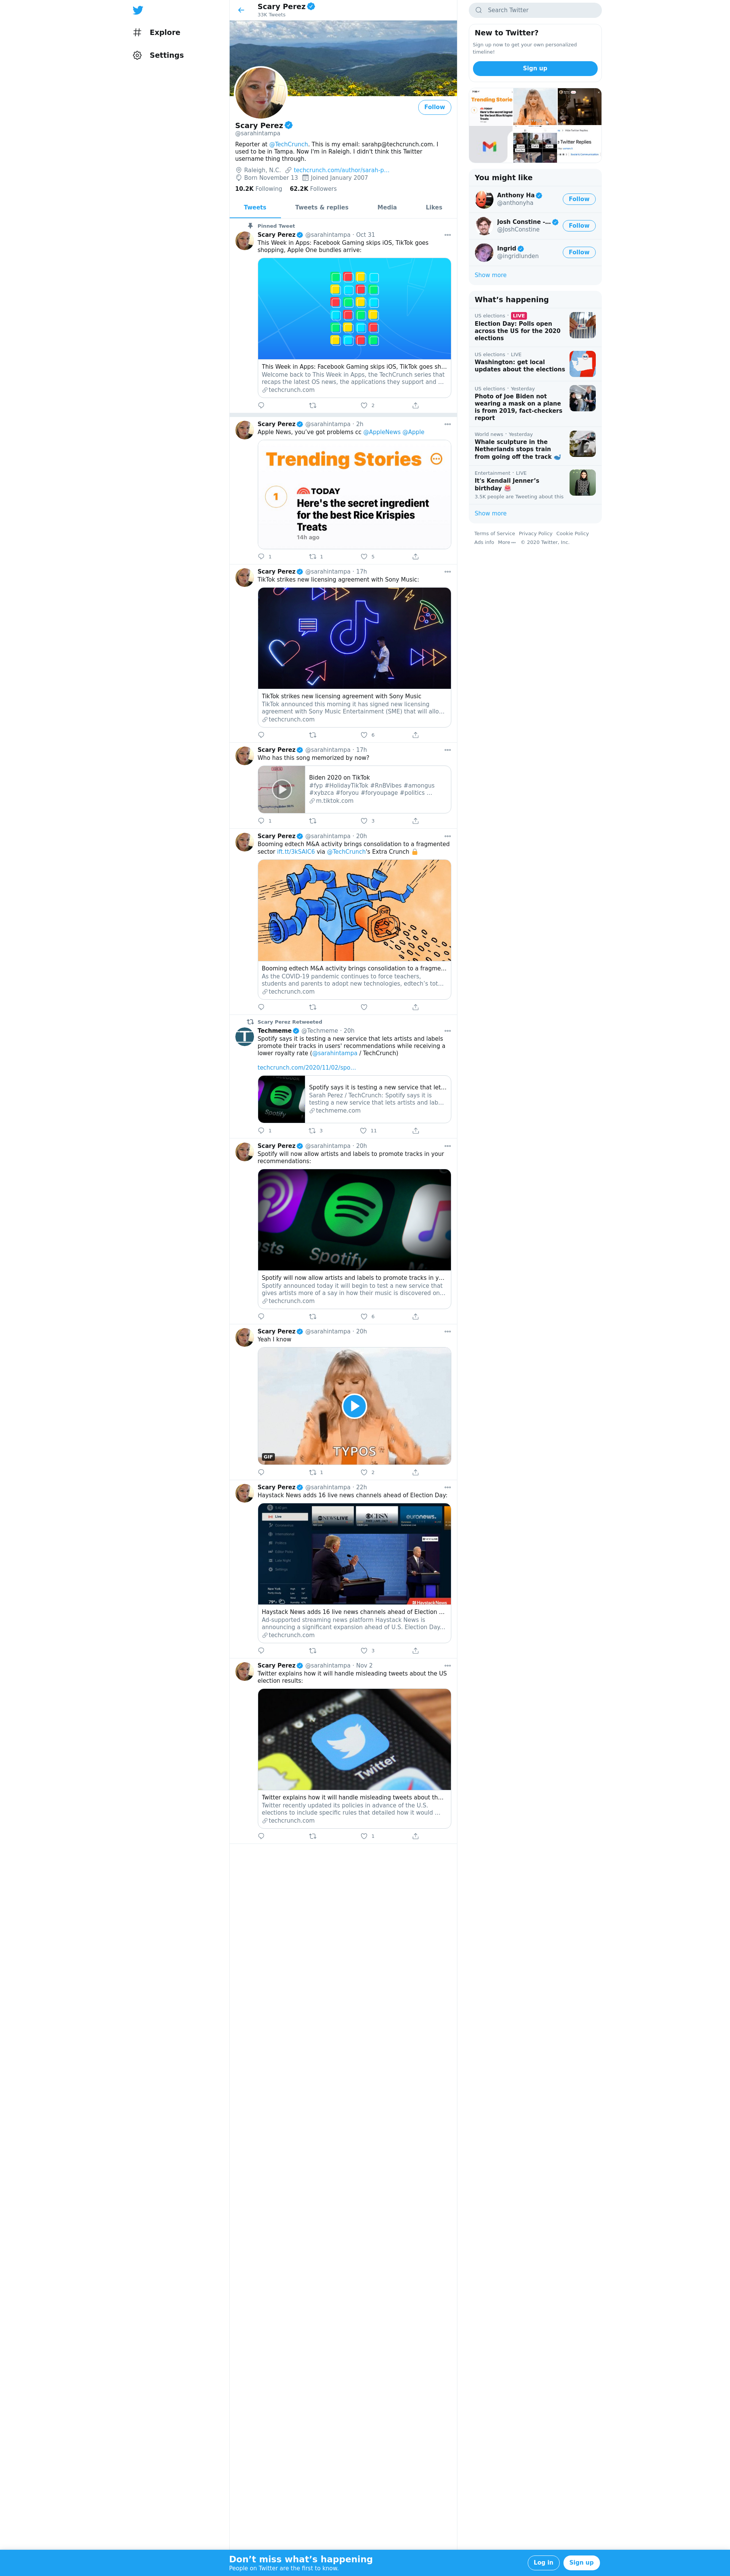 Explore
Settings
Scary Perez
33K Tweets
Follow
Scary Perez
@sarahintampa
Reporter at @TechCrunch. This is my email: sarahp@techcrunch.com. I
used to be in Tampa. Now I'm in Raleigh. I didn't think this Twitter
username thing through.
Raleigh, N.C. techcrunch.com/author/sarah-p…
Born November 13 Joined January 2007
10.2K Following 62.2K Followers
Tweets Tweets & replies Media Likes
Pinned Tweet
Scary Perez @sarahintampa · Oct 31
This Week in Apps: Facebook Gaming skips iOS, TikTok goes
shopping, Apple One bundles arrive:
This Week in Apps: Facebook Gaming skips iOS, TikTok goes sh…
Welcome back to This Week in Apps, the TechCrunch series that
recaps the latest OS news, the applications they support and …
techcrunch.com
2
Scary Perez @sarahintampa · 2h
Apple News, you've got problems cc @AppleNews @Apple
Trending Stories
1
TODAY
Here's the secret ingredient
for the best Rice Krispies
Treats
14h ago
1 1 5
Scary Perez @sarahintampa · 17h
TikTok strikes new licensing agreement with Sony Music:
TikTok strikes new licensing agreement with Sony Music
TikTok announced this morning it has signed new licensing
agreement with Sony Music Entertainment (SME) that will allo…
techcrunch.com
6
Scary Perez @sarahintampa · 17h
Who has this song memorized by now?
Biden 2020 on TikTok
#fyp #HolidayTikTok #RnBVibes #amongus
#xybzca #foryou #foryoupage #politics …
m.tiktok.com
1 3
Scary Perez @sarahintampa · 20h
Booming edtech M&A activity brings consolidation to a fragmented
sector ift.tt/3kSAIC6 via @TechCrunch's Extra Crunch 🔒
Booming edtech M&A activity brings consolidation to a fragme…
As the COVID-19 pandemic continues to force teachers,
students and parents to adopt new technologies, edtech's tot…
techcrunch.com
Scary Perez Retweeted
Techmeme @Techmeme · 20h
Spotify says it is testing a new service that lets artists and labels
promote their tracks in users' recommendations while receiving a
lower royalty rate (@sarahintampa / TechCrunch)
techcrunch.com/2020/11/02/spo…
Spotify says it is testing a new service that let…
Sarah Perez / TechCrunch: Spotify says it is
testing a new service that lets artists and lab…
techmeme.com
1 3 11
Scary Perez @sarahintampa · 20h
Spotify will now allow artists and labels to promote tracks in your
recommendations:
Spotify
Spotify will now allow artists and labels to promote tracks in y…
Spotify announced today it will begin to test a new service that
gives artists more of a say in how their music is discovered on…
techcrunch.com
6
Scary Perez @sarahintampa · 20h
Yeah I know
TYPOS
GIF
1 2
Scary Perez @sarahintampa · 22h
Haystack News adds 16 live news channels ahead of Election Day:
Live
abc NEWS LIVE
CBSN
euronews.
Settings
HaystackNews
Haystack News adds 16 live news channels ahead of Election …
Ad-supported streaming news platform Haystack News is
announcing a significant expansion ahead of U.S. Election Day…
techcrunch.com
3
Scary Perez @sarahintampa · Nov 2
Twitter explains how it will handle misleading tweets about the US
election results:
90%
Twitter
Twitter explains how it will handle misleading tweets about th…
Twitter recently updated its policies in advance of the U.S.
elections to include specific rules that detailed how it would …
techcrunch.com
1
Search Twitter
New to Twitter?
Sign up now to get your own personalized
timeline!
Sign up
Trending Stories
Twitter Replies
You might like
Anthony Ha
@anthonyha
Follow
Josh Constine -…
@JoshConstine
Follow
Ingrid
@ingridlunden
Follow
Show more
What's happening
US elections · LIVE
Election Day: Polls open
across the US for the 2020
elections
US elections · LIVE
Washington: get local
updates about the elections
US elections · Yesterday
Photo of Joe Biden not
wearing a mask on a plane
is from 2019, fact-checkers
report
World news · Yesterday
Whale sculpture in the
Netherlands stops train
from going off the track 🐋
Entertainment · LIVE
It's Kendall Jenner's
birthday
3.5K people are Tweeting about this
Show more
Terms of Service Privacy Policy Cookie Policy
Ads info More © 2020 Twitter, Inc.
Don't miss what's happening
People on Twitter are the first to know.
Log in
Sign up